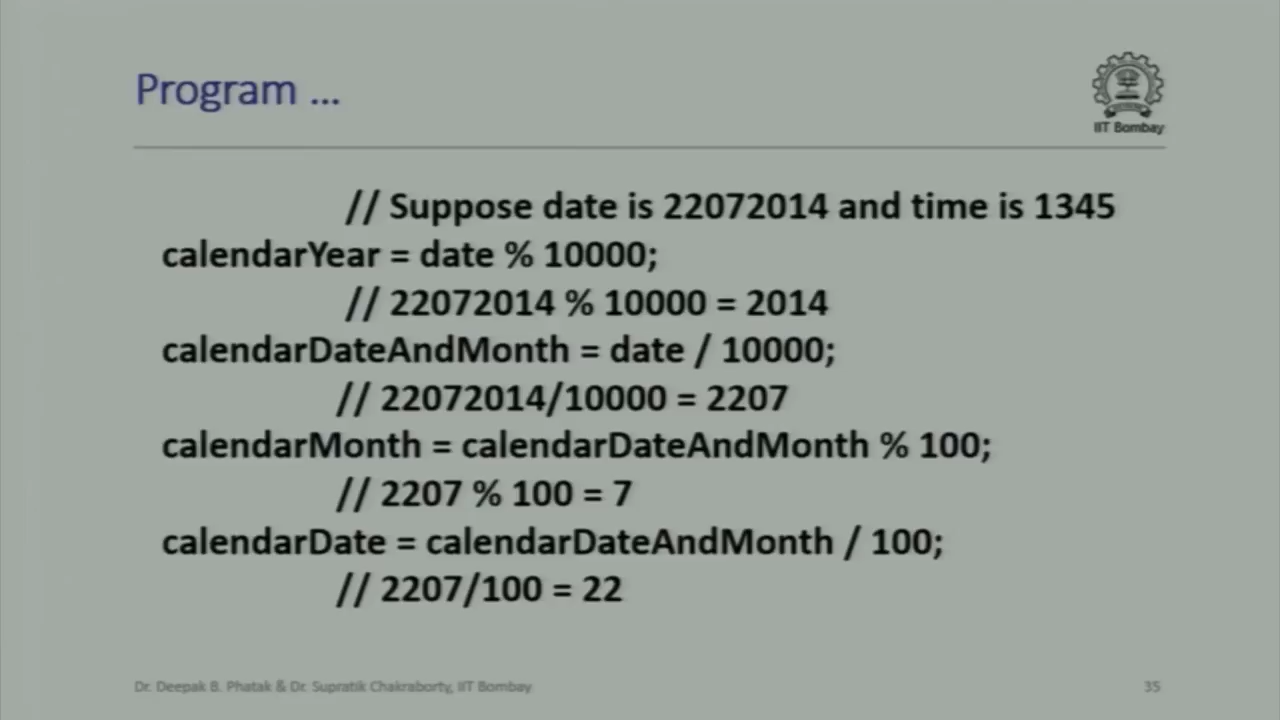 Program ...
IIT Bombay
// Suppose date is 22072014 and time is 1345
calendarYear = date % 10000;
// 22072014 % 10000 = 2014
calendarDateAndMonth = date / 10000;
// 22072014/10000 = 2207
calendarMonth = calendarDateAndMonth % 100;
// 2207 % 100 = 7
calendarDate = calendarDateAndMonth / 100;
// 2207/100 = 22
Dr. Deepak B. Phatak & Dr. Supratik Chakraborty, IIT Bombay
35